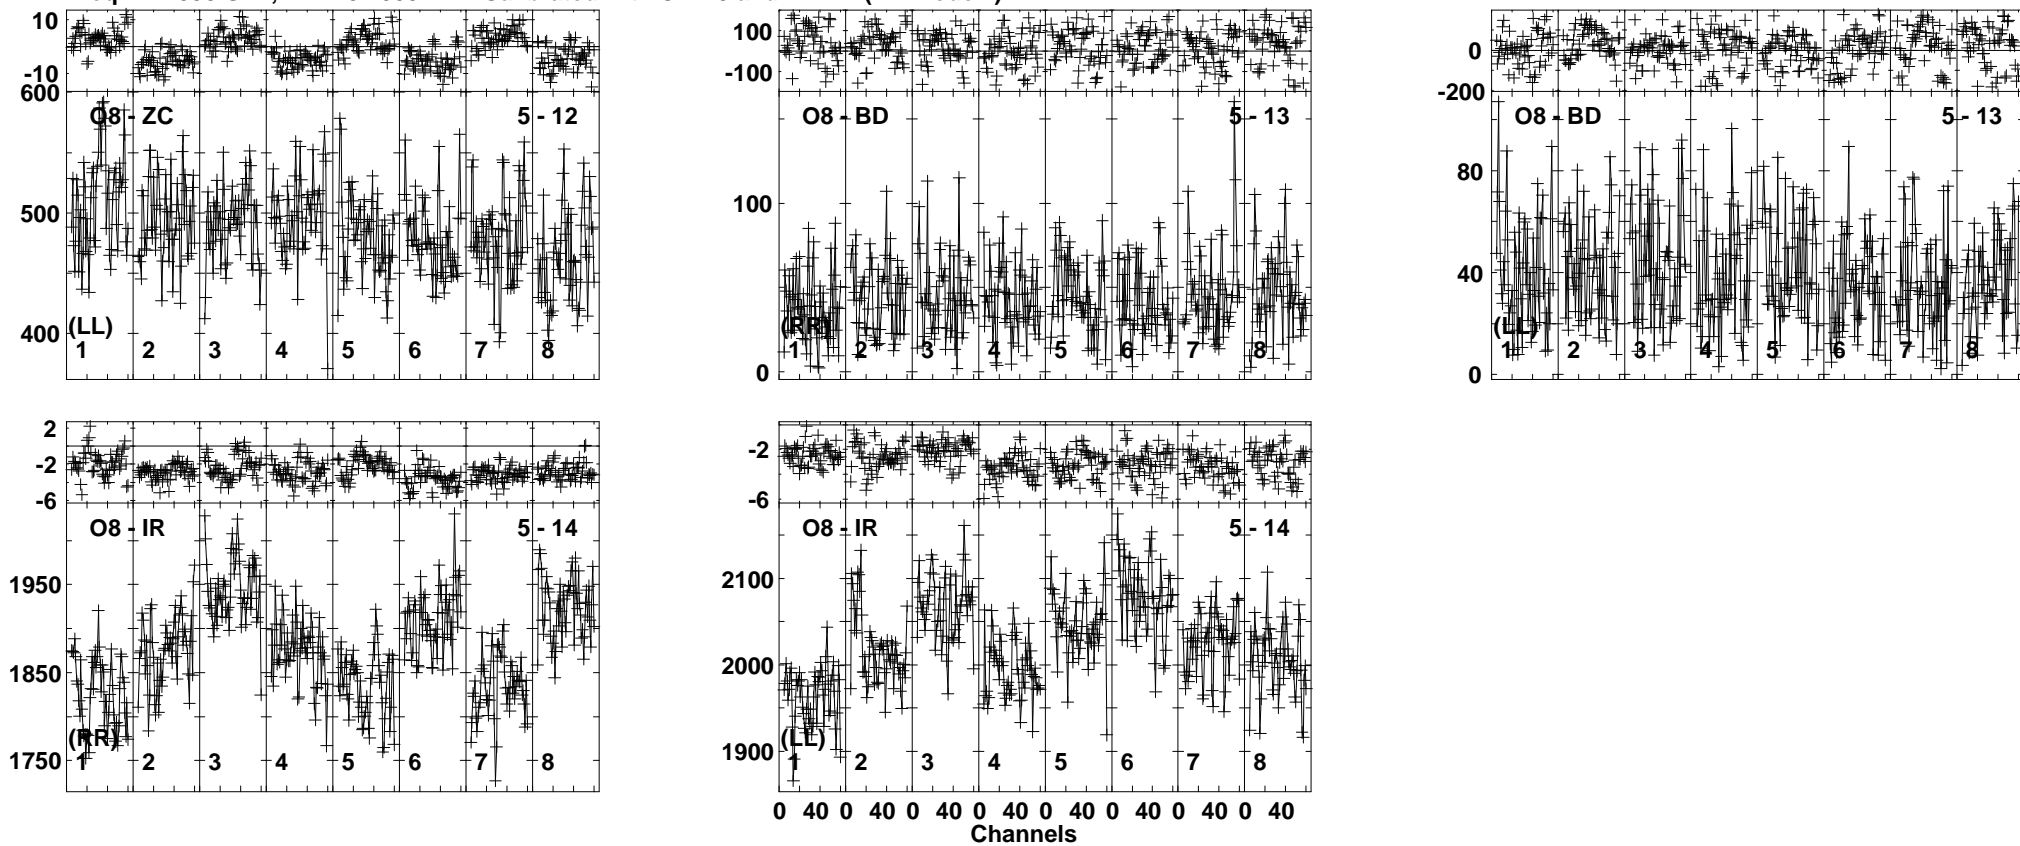 10
-10
600
O8 - ZC 5 - 12
500
400
(LL)
1 2 3 4 5 6 7 8
100
-100
O8 - BD 5 - 13
100
0
(RR)
1 2 3 4 5 6 7 8
0
-200
O8 - BD 5 - 13
80
40
0
(LL)
1 2 3 4 5 6 7 8
2
-2
-6
O8 - IR 5 - 14
1950
1850
1750
(RR)
1 2 3 4 5 6 7 8
-2
-6
O8 - IR 5 - 14
2100
2000
1900
(LL)
1 2 3 4 5 6 7 8
0 40 0 40 0 40 0 40 0 40 0 40 0 40 0 40
Channels